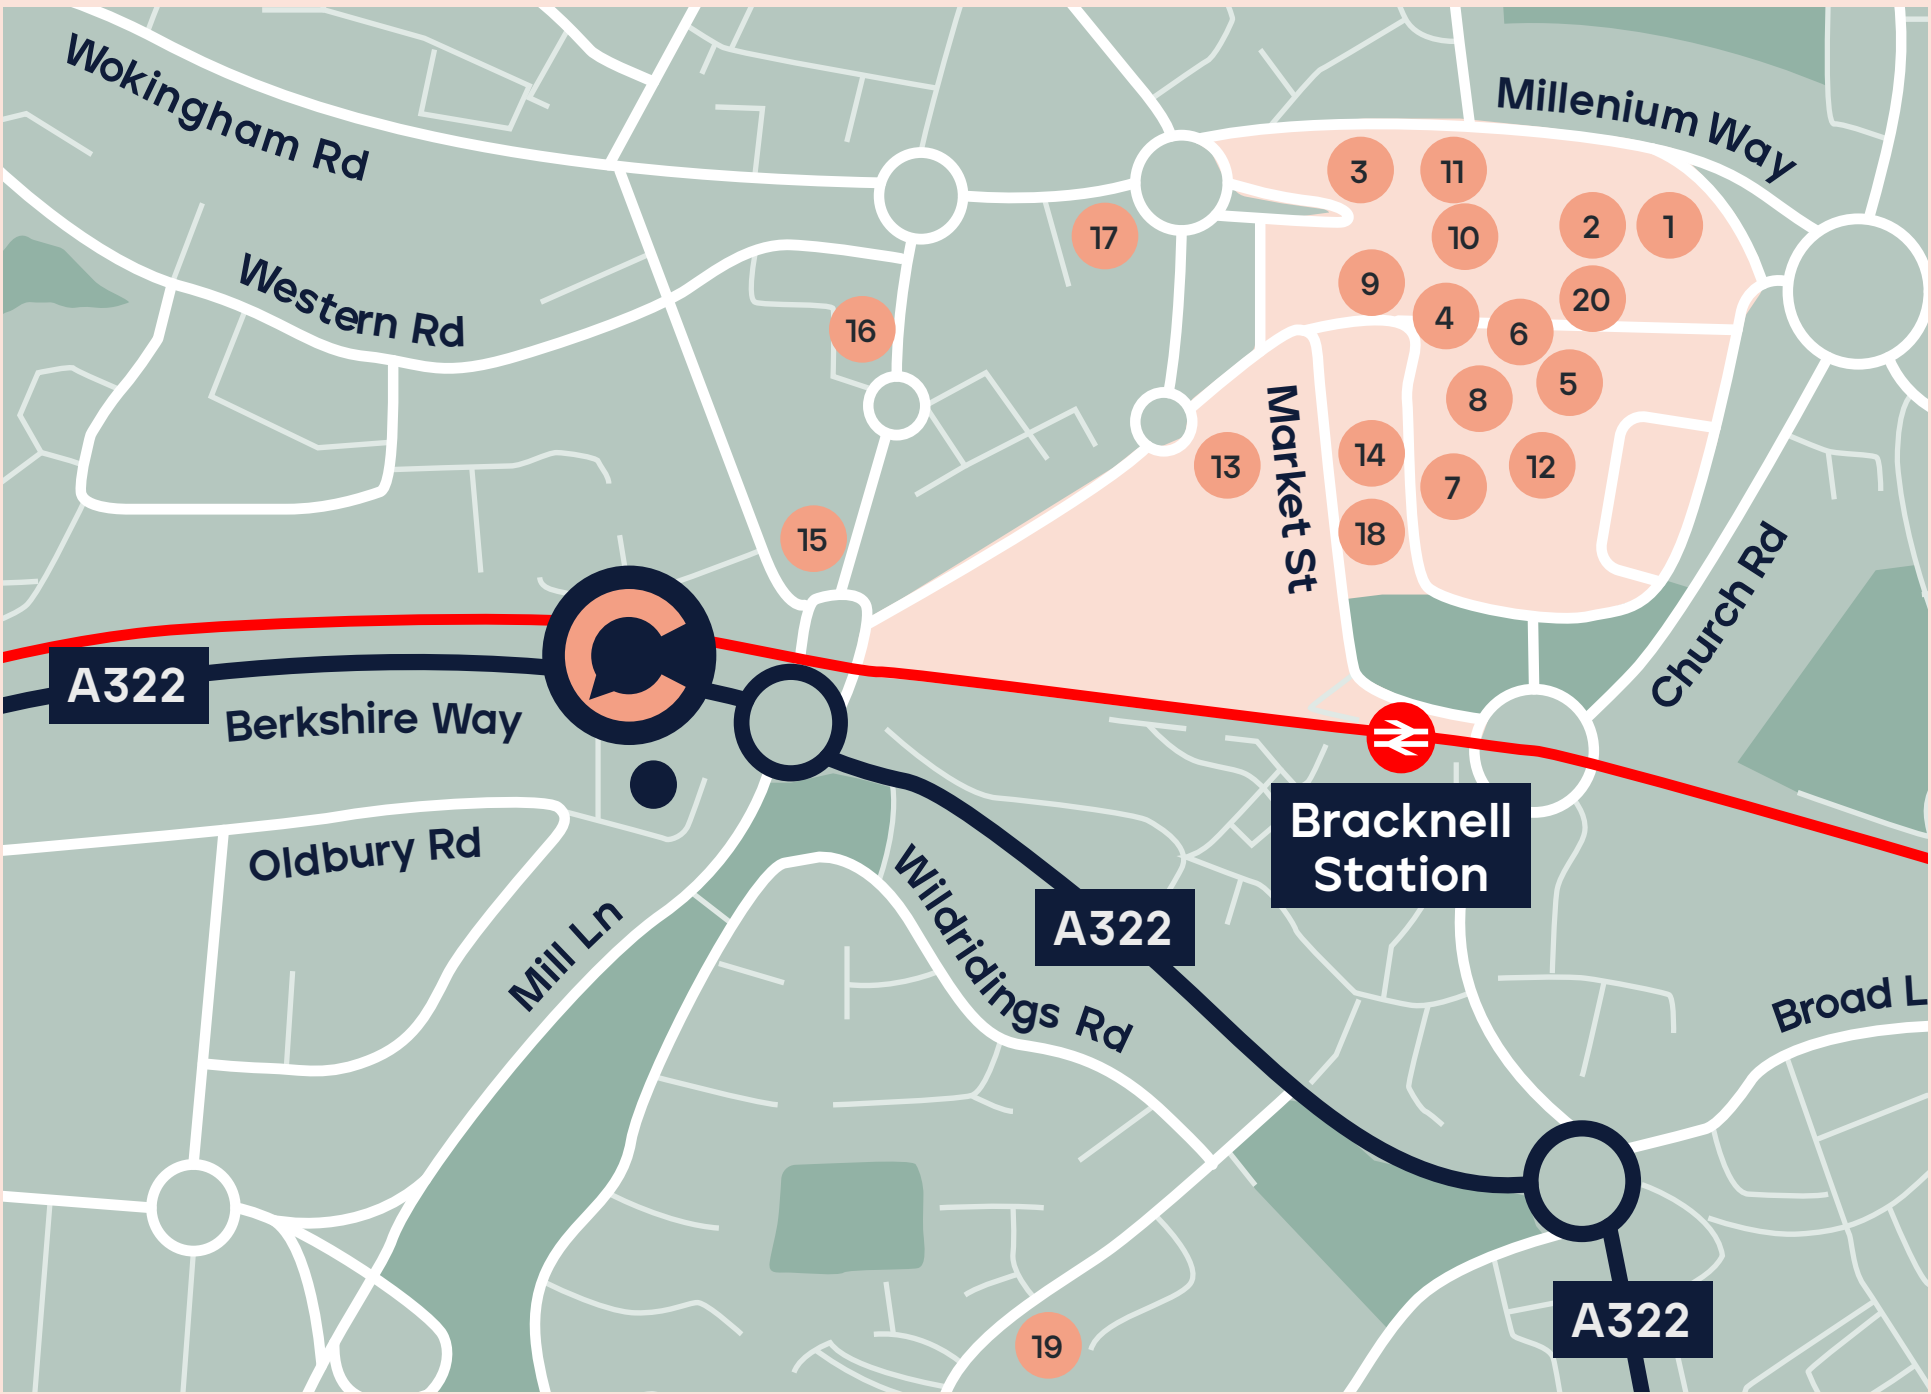 Wokingham Rd
Millenium Way
3
11
17
10
2
1
Western Rd
9
4
20
16
6
5
8
Market St
14
13
12
7
18
15
Church Rd
A322
Berkshire Way
Bracknell
Station
Oldbury Rd
Wildridings Rd
A322
Mill Ln
Broad L
A322
19